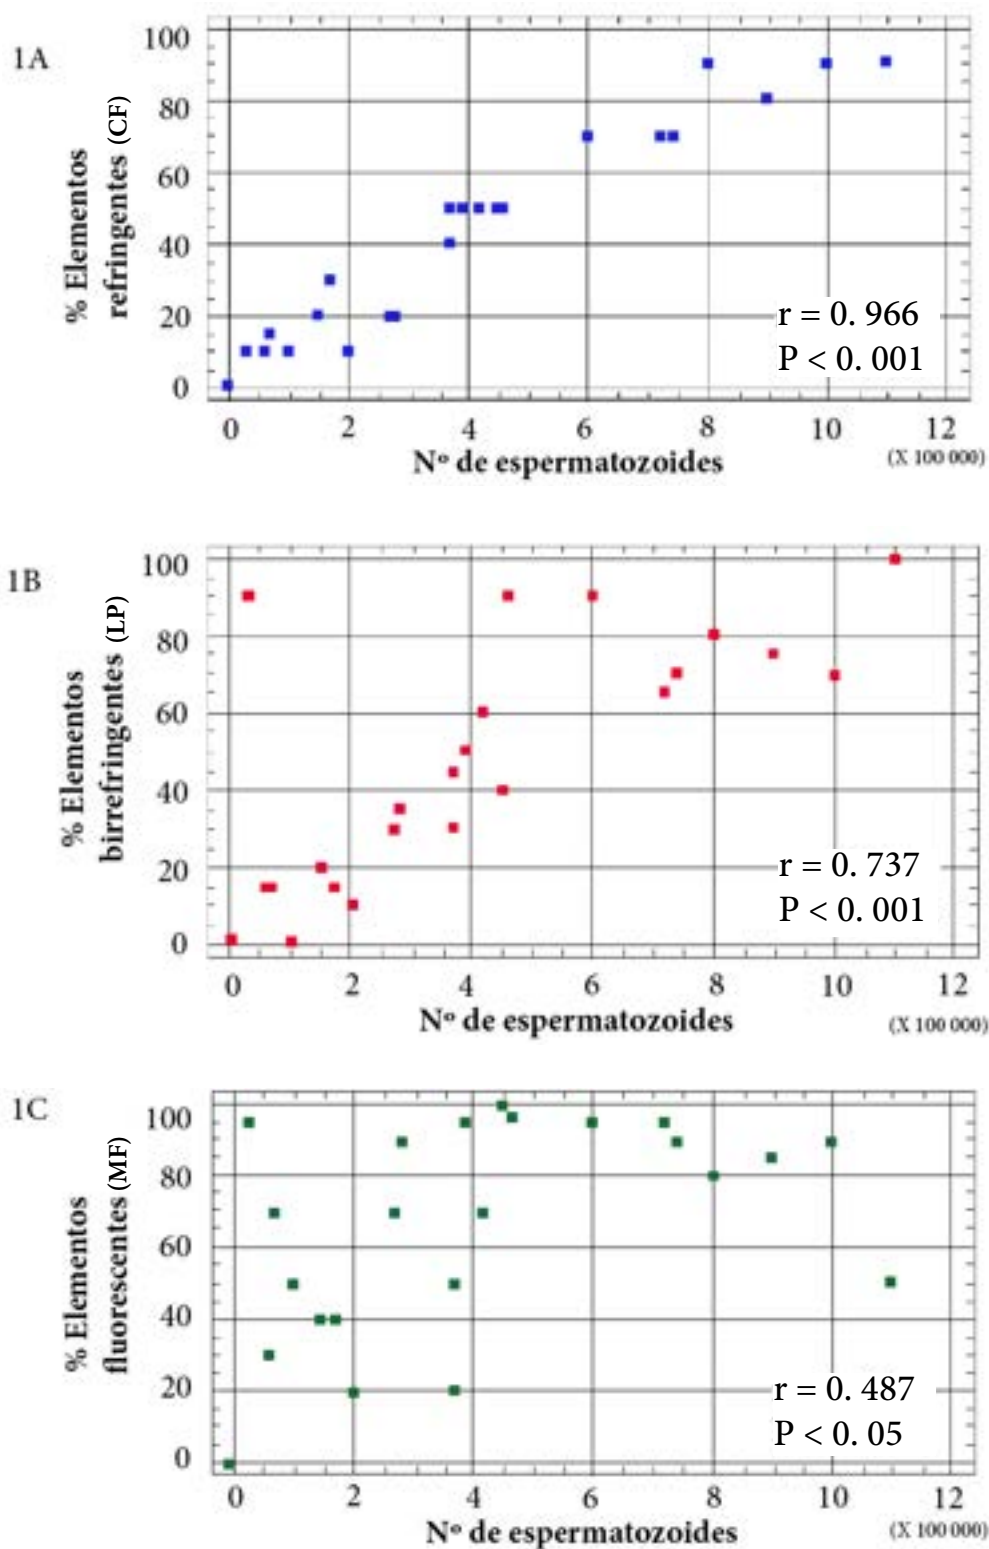 1A
% Elementos
refringentes (CF)
100
80
60
40
20
0
r = 0. 966
P < 0. 001
0 2 4 6 8 10 12
Nº de espermatozoides
(X 100 000)
1B
% Elementos
birrefringentes (LP)
100
80
60
40
20
0
r = 0. 737
P < 0. 001
0 2 4 6 8 10 12
Nº de espermatozoides
(X 100 000)
1C
% Elementos
fluorescentes (MF)
100
80
60
40
20
0
r = 0. 487
P < 0. 05
0 2 4 6 8 10 12
Nº de espermatozoides
(X 100 000)